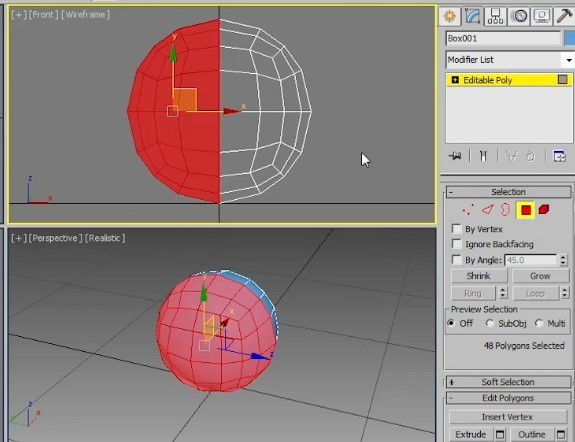 [+] [Front ] [Wireframe ]
y
x
z
x
[+] [Perspective ] [Realistic ]
y
x
z
z
x
Box001
Modifier List
Editable Poly
- Selection
By Vertex
Ignore Backfacing
By Angle: 45.0
Shrink Grow
Ring Loop
Preview Selection
Off SubObj Multi
48 Polygons Selected
+ Soft Selection
- Edit Polygons
Insert Vertex
Extrude Outline